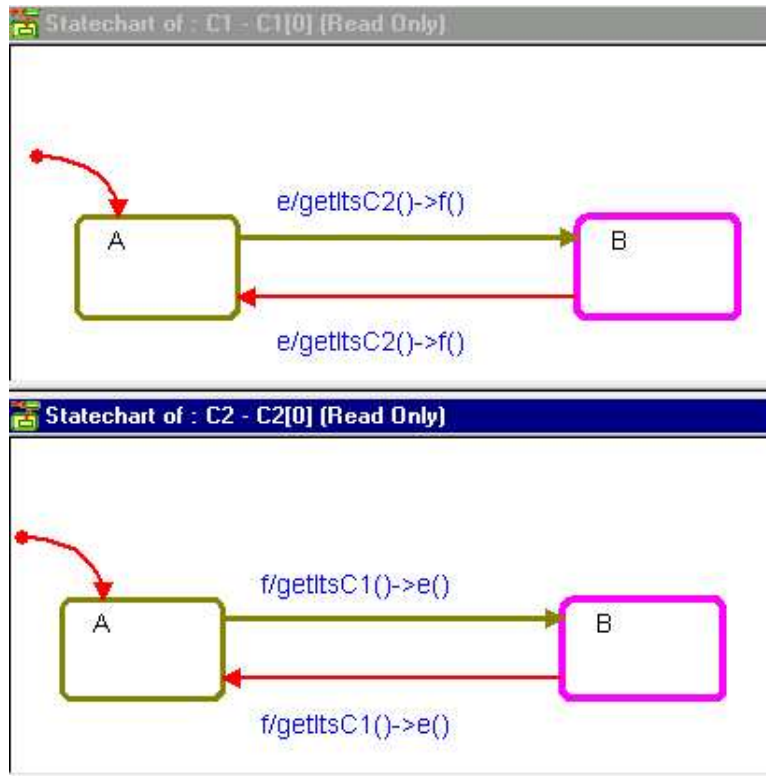 Statechart of : C1 - C1[0] (Read Only)
e/getItsC2()->f()
A
B
e/getItsC2()->f()
Statechart of : C2 - C2[0] (Read Only)
f/getItsC1()->e()
A
B
f/getItsC1()->e()